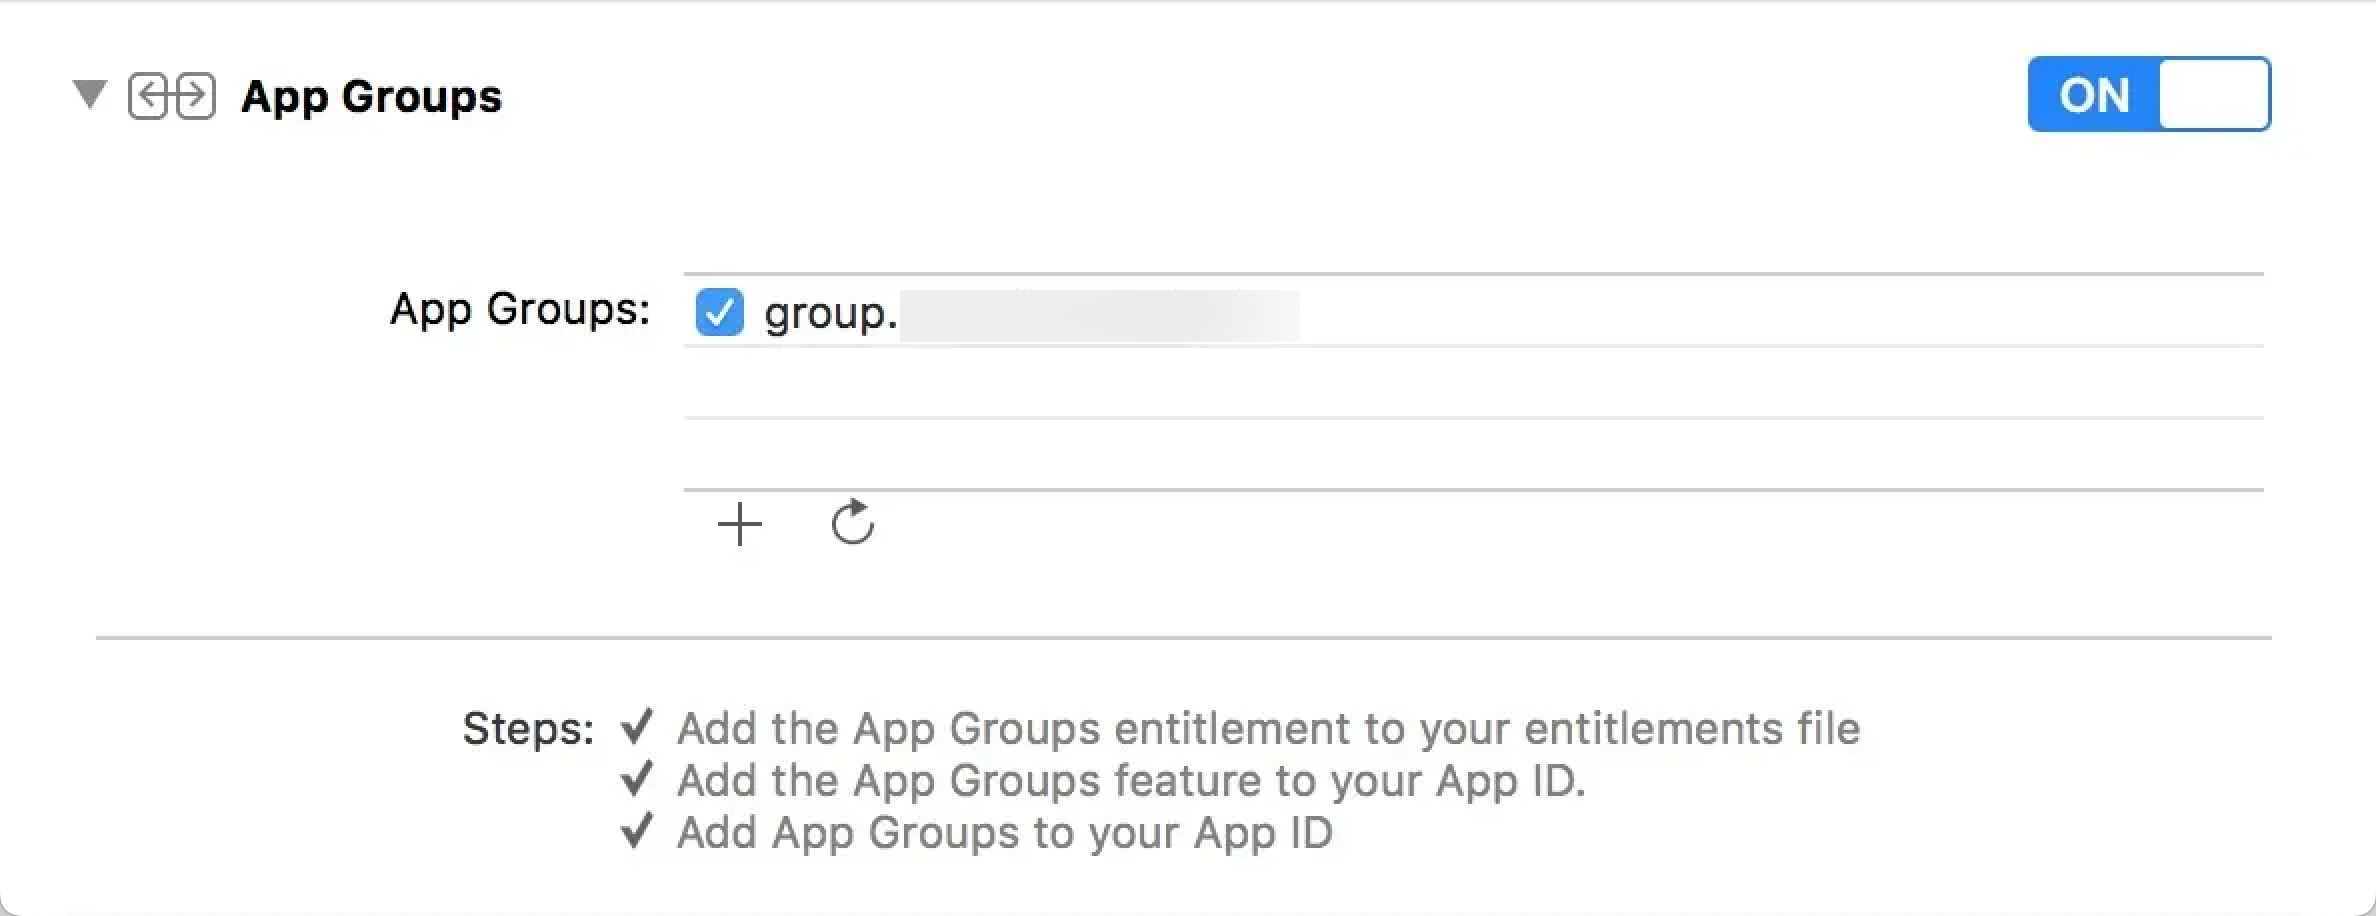 App Groups
ON
App Groups:
group.
Steps: ✓ Add the App Groups entitlement to your entitlements file
✓ Add the App Groups feature to your App ID.
✓ Add App Groups to your App ID